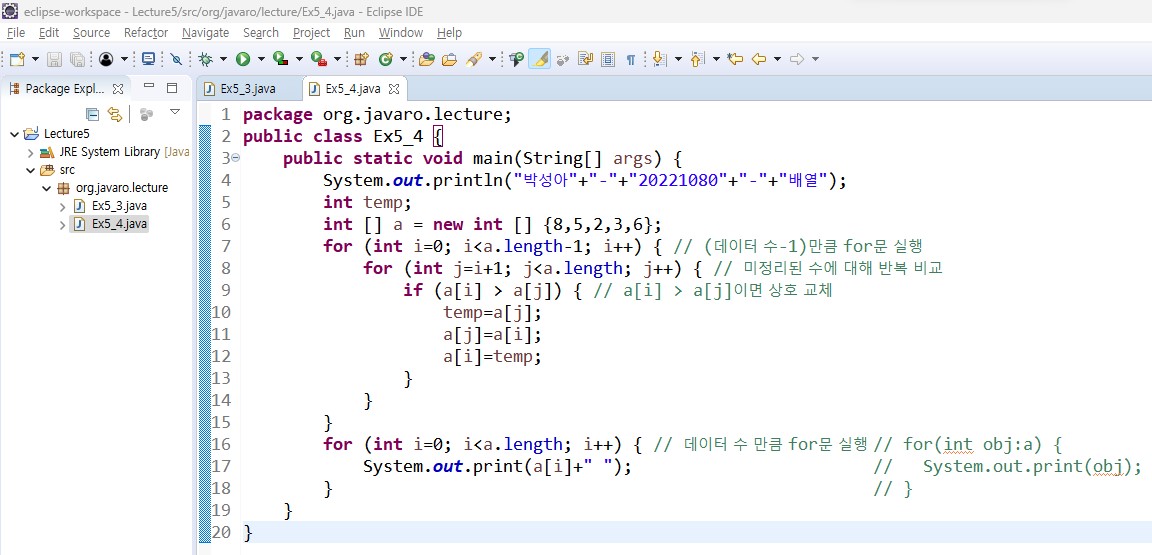 eclipse-workspace - Lecture5/src/org/javaro/lecture/Ex5_4.java - Eclipse IDE
File Edit Source Refactor Navigate Search Project Run Window Help
Package Expl...
Ex5_3.java
Ex5_4.java
Lecture5
JRE System Library [Java
src
org.javaro.lecture
Ex5_3.java
Ex5_4.java
1 package org.javaro.lecture;
2 public class Ex5_4 {
3 public static void main(String[] args) {
4 System.out.println("박성아"+"-"+"20221080"+"-"+"배열");
5 int temp;
6 int [] a = new int [] {8,5,2,3,6};
7 for (int i=0; i<a.length-1; i++) { // (데이터 수-1)만큼 for문 실행
8 for (int j=i+1; j<a.length; j++) { // 미정리된 수에 대해 반복 비교
9 if (a[i] > a[j]) { // a[i] > a[j]이면 상호 교체
10 temp=a[j];
11 a[j]=a[i];
12 a[i]=temp;
13 }
14 }
15 }
16 for (int i=0; i<a.length; i++) { // 데이터 수 만큼 for문 실행 // for(int obj:a) {
17 System.out.print(a[i]+" "); // System.out.print(obj);
18 } // }
19 }
20 }